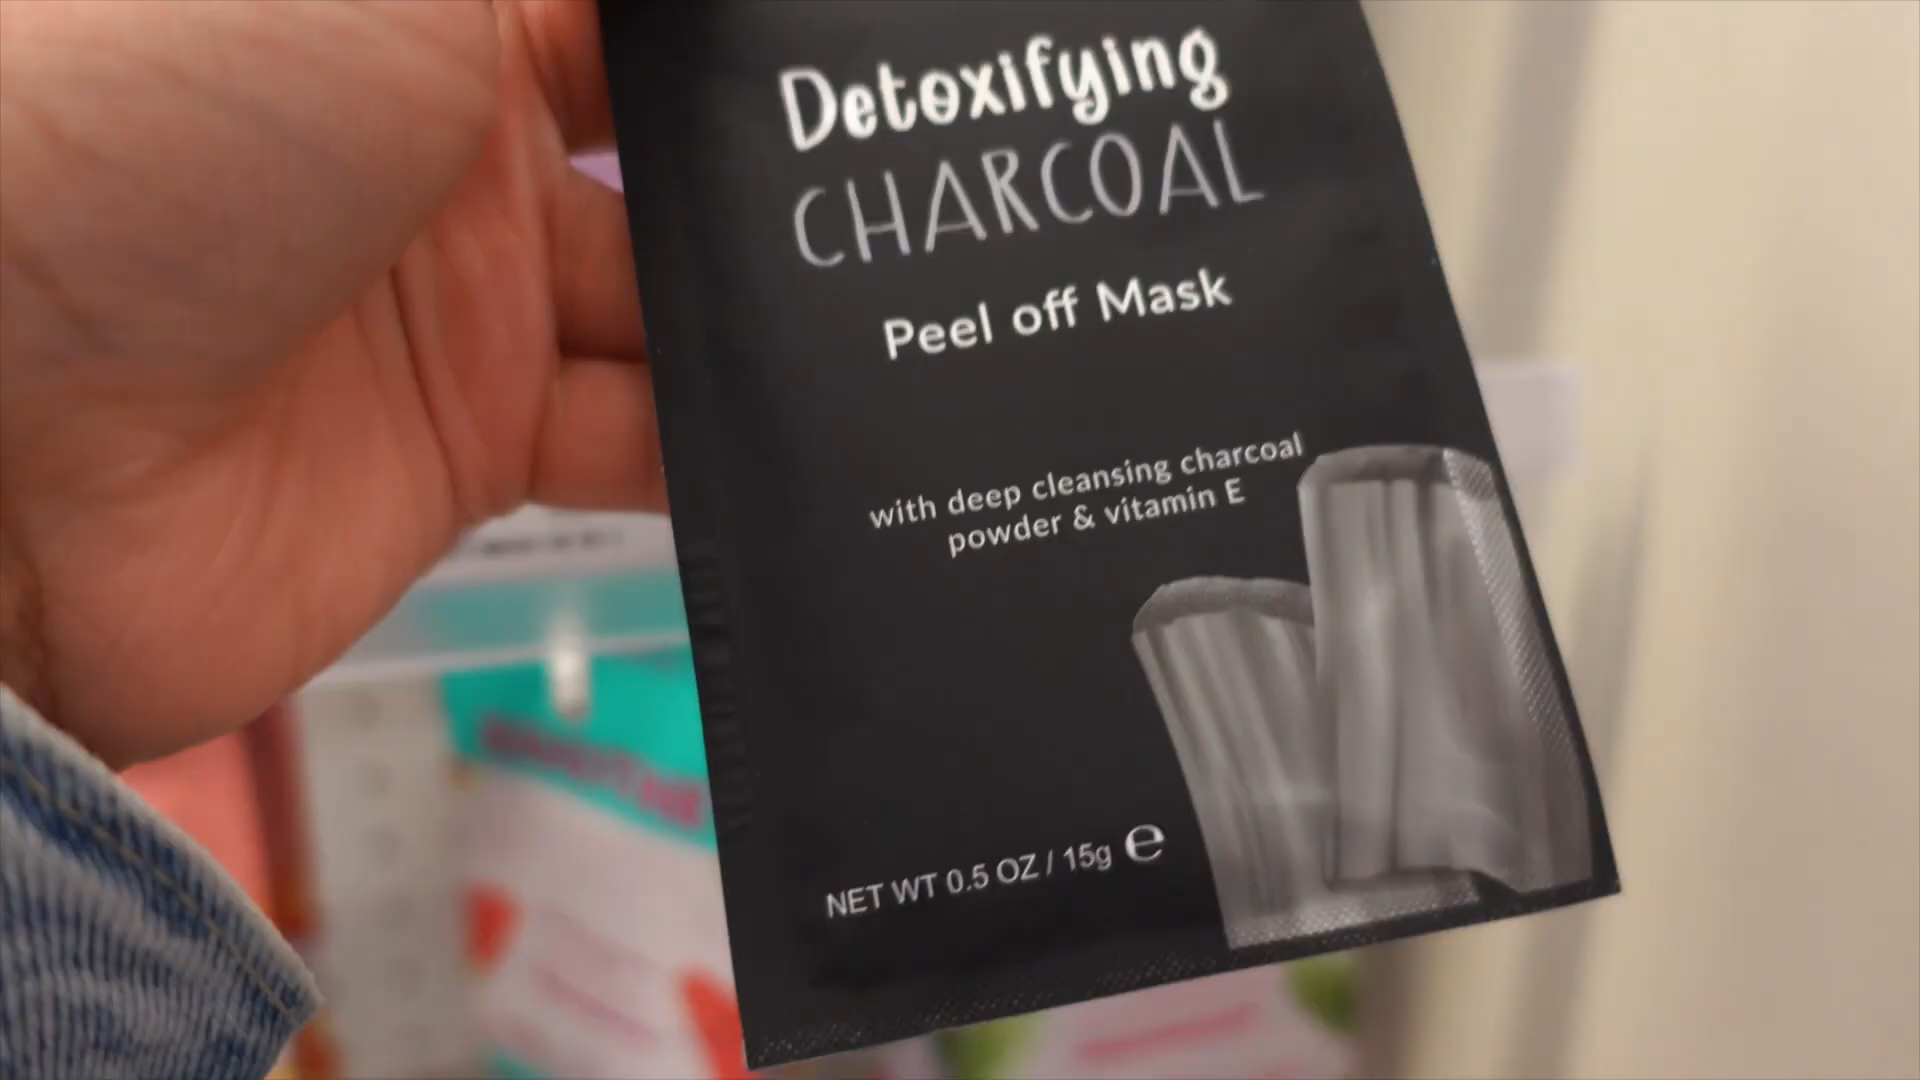 Detoxifying
CHARCOAL
Peel off Mask
with deep cleansing charcoal
powder & vitamin E
NET WT 0.5 OZ / 15g ℮